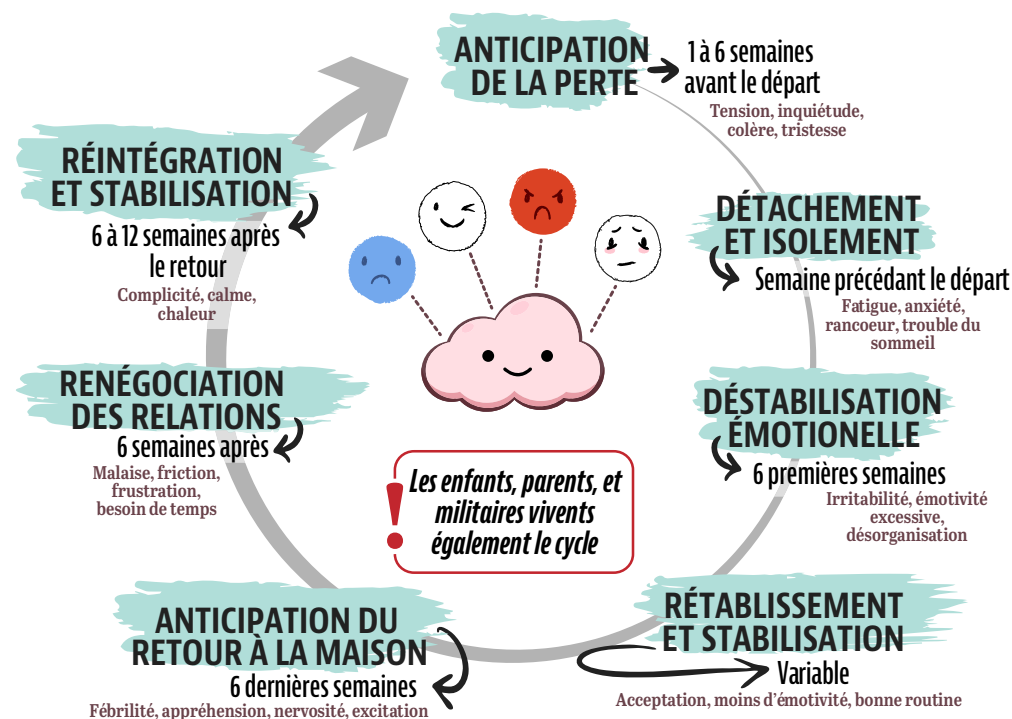 ANTICIPATION
DE LA PERTE
1 à 6 semaines
avant le départ
Tension, inquiétude,
colère, tristesse
DÉTACHEMENT
ET ISOLEMENT
Semaine précédant le départ
Fatigue, anxiété,
rancoeur, trouble du
sommeil
DÉSTABILISATION
ÉMOTIONELLE
6 premières semaines
Irritabilité, émotivité
excessive,
désorganisation
RÉTABLISSEMENT
ET STABILISATION
Variable
Acceptation, moins d'émotivité, bonne routine
ANTICIPATION DU
RETOUR À LA MAISON
6 dernières semaines
Fébrilité, appréhension, nervosité, excitation
RENÉGOCIATION
DES RELATIONS
6 semaines après
Malaise, friction,
frustration,
besoin de temps
RÉINTÉGRATION
ET STABILISATION
6 à 12 semaines après
le retour
Complicité, calme,
chaleur
! Les enfants, parents, et
militaires vivents
également le cycle